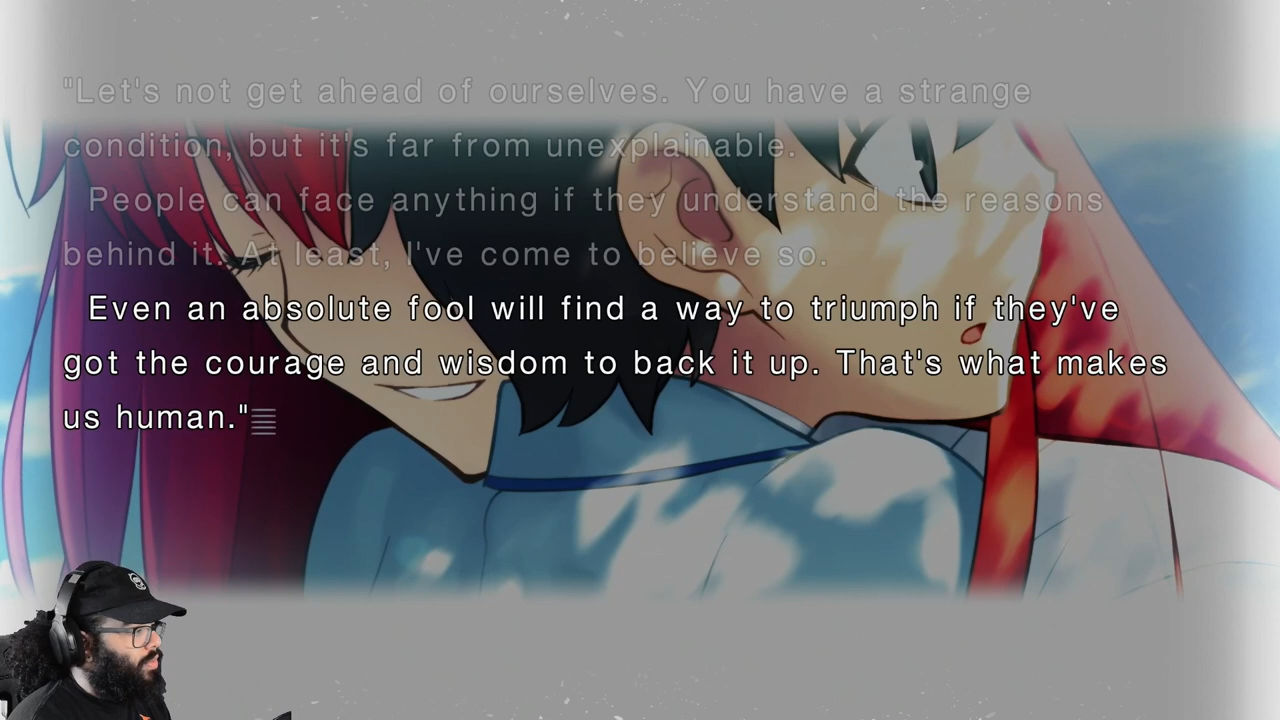 "Let's not get ahead of ourselves. You have a strange
condition, but it's far from unexplainable.
People can face anything if they understand the reasons
behind it. At least, I've come to believe so.
Even an absolute fool will find a way to triumph if they've
got the courage and wisdom to back it up. That's what makes
us human."